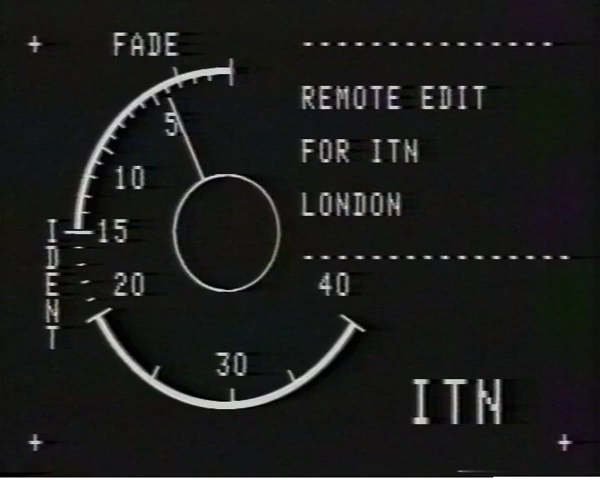 FADE
5
10
15
20
30
40
IDENT
REMOTE EDIT
FOR ITN
LONDON
ITN